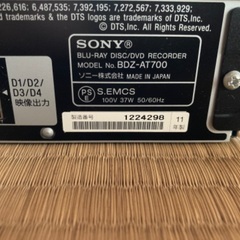 226,616; 6,487,535; 7,392,195; 7,272,567; 7,333,929;
demarks & the DTS logos are trademarks of DTS,Inc.
© DTS,Inc. All Rights Reserved.
SONY
BLU-RAY DISC/DVD RECORDER
MODEL No. BDZ-AT700
ソニー株式会社 MADE IN JAPAN
D1/D2/
D3/D4
映像出力
PS
E
S.EMCS
100V 37W 50/60Hz
製造番号 1224298
11
年製